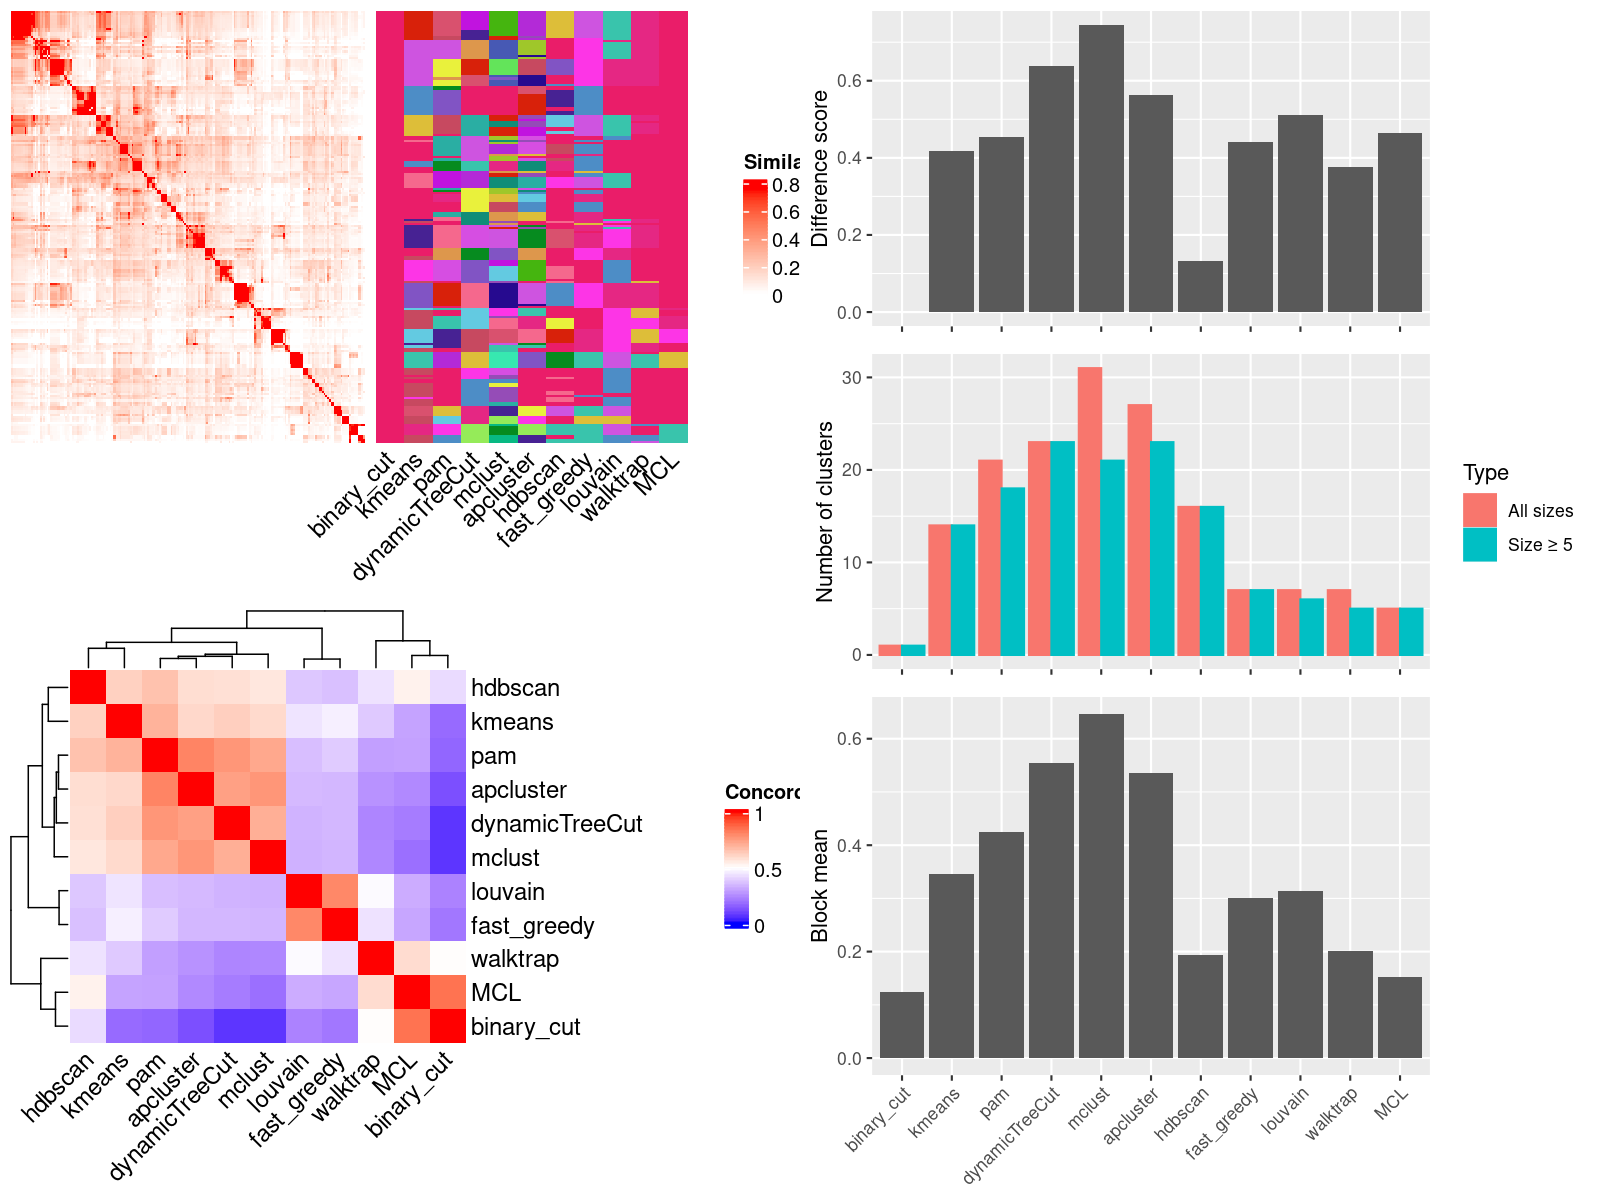 Simila
0.8
0.6
0.4
0.2
0
binary_cut
kmeans
pam
dynamicTreeCut
mclust
apcluster
hdbscan
fast_greedy
louvain
walktrap
MCL
hdbscan
kmeans
pam
apcluster
dynamicTreeCut
mclust
louvain
fast_greedy
walktrap
MCL
binary_cut
hdbscan
kmeans
pam
apcluster
dynamicTreeCut
mclust
louvain
fast_greedy
walktrap
MCL
binary_cut
Concord
1
0.5
0
Difference score
0.6
0.4
0.2
0.0
Number of clusters
30
20
10
0
Type
All sizes
Size ≥ 5
Block mean
0.6
0.4
0.2
0.0
binary_cut
kmeans
pam
dynamicTreeCut
mclust
apcluster
hdbscan
fast_greedy
louvain
walktrap
MCL